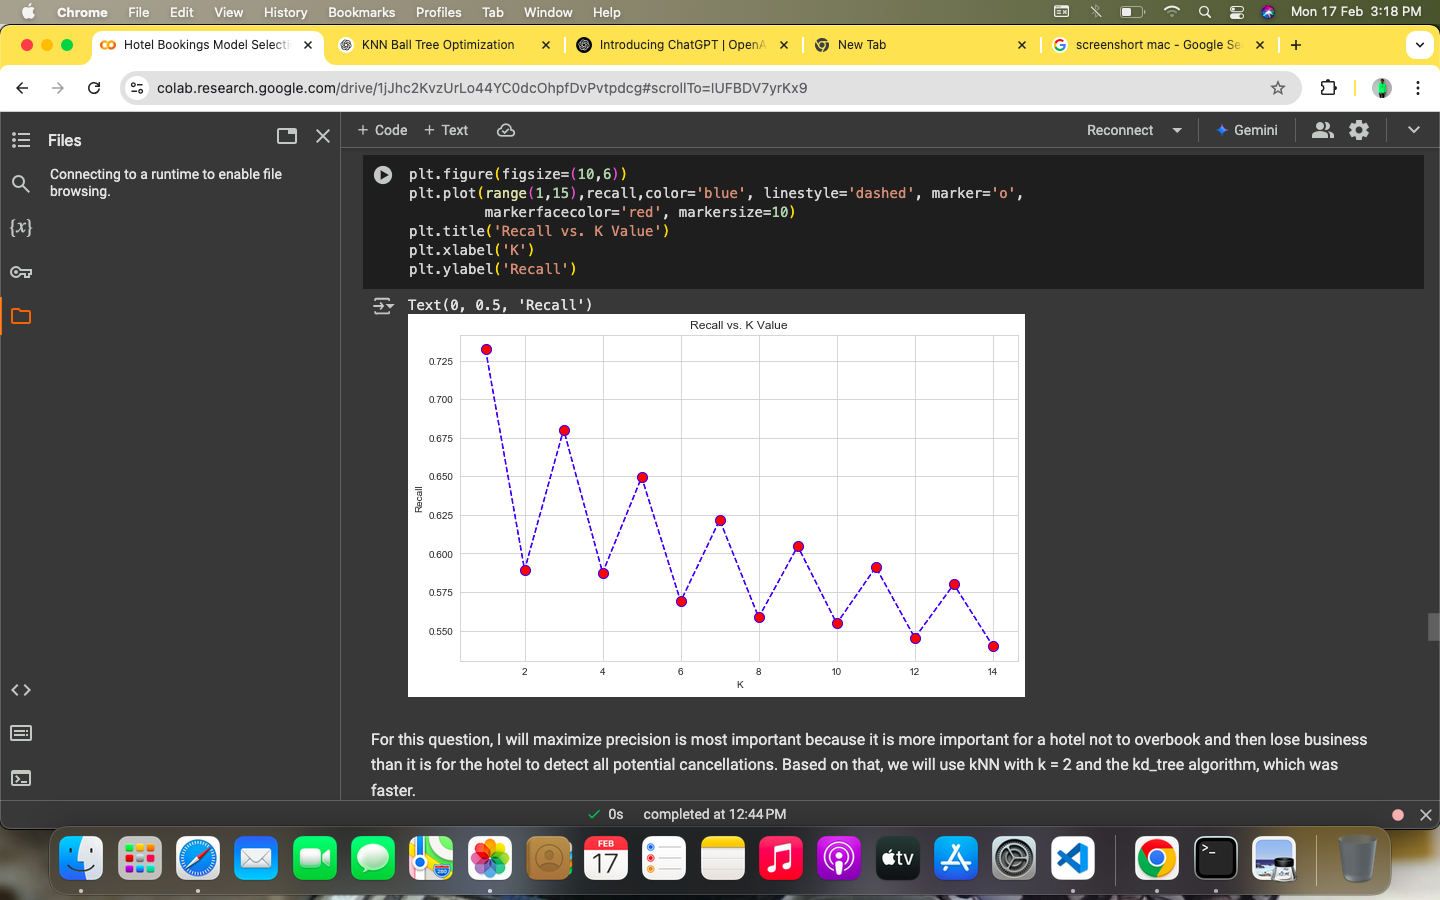 Chrome File Edit View History Bookmarks Profiles Tab Window Help Mon 17 Feb 3:18 PM
Hotel Bookings Model Selecti KNN Ball Tree Optimization Introducing ChatGPT | OpenA New Tab screenshort mac - Google Se
colab.research.google.com/drive/1jJhc2KvzUrLo44YC0dcOhpfDvPvtpdcg#scrollTo=IUFBDV7yrKx9
Files
+ Code + Text Reconnect Gemini
Connecting to a runtime to enable file
browsing.
{x}
plt.figure(figsize=(10,6))
plt.plot(range(1,15),recall,color='blue', linestyle='dashed', marker='o',
markerfacecolor='red', markersize=10)
plt.title('Recall vs. K Value')
plt.xlabel('K')
plt.ylabel('Recall')
Text(0, 0.5, 'Recall')
Recall vs. K Value
0.725
0.700
0.675
0.650
0.625
0.600
0.575
0.550
Recall
2 4 6 8 10 12 14
K
For this question, I will maximize precision is most important because it is more important for a hotel not to overbook and then lose business
than it is for the hotel to detect all potential cancellations. Based on that, we will use kNN with k = 2 and the kd_tree algorithm, which was
faster.
0s completed at 12:44 PM
FEB
17
280
tv
>_